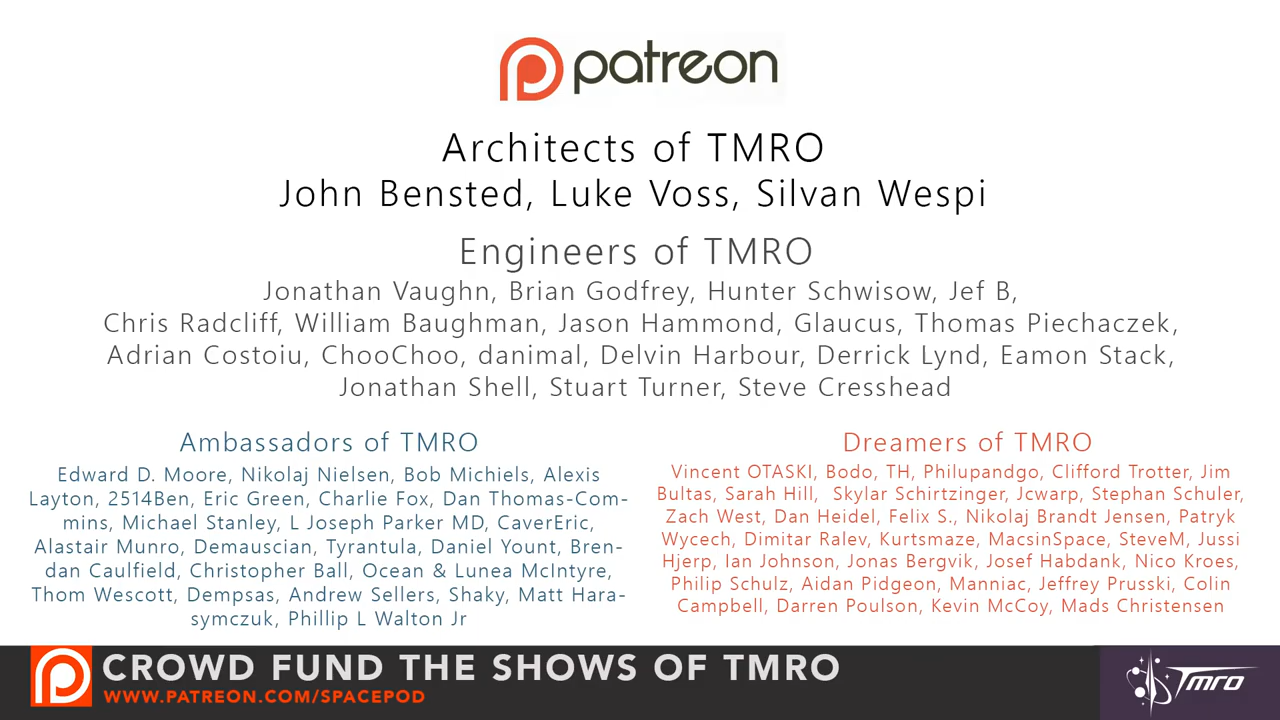 patreon
Architects of TMRO
John Bensted, Luke Voss, Silvan Wespi
Engineers of TMRO
Jonathan Vaughn, Brian Godfrey, Hunter Schwisow, Jef B,
Chris Radcliff, William Baughman, Jason Hammond, Glaucus, Thomas Piechaczek,
Adrian Costoiu, ChooChoo, danimal, Delvin Harbour, Derrick Lynd, Eamon Stack,
Jonathan Shell, Stuart Turner, Steve Cresshead
Ambassadors of TMRO
Edward D. Moore, Nikolaj Nielsen, Bob Michiels, Alexis
Layton, 2514Ben, Eric Green, Charlie Fox, Dan Thomas-Com-
mins, Michael Stanley, L Joseph Parker MD, CaverEric,
Alastair Munro, Demauscian, Tyrantula, Daniel Yount, Bren-
dan Caulfield, Christopher Ball, Ocean & Lunea McIntyre,
Thom Wescott, Dempsas, Andrew Sellers, Shaky, Matt Hara-
symczuk, Phillip L Walton Jr
Dreamers of TMRO
Vincent OTASKI, Bodo, TH, Philupandgo, Clifford Trotter, Jim
Bultas, Sarah Hill, Skylar Schirtzinger, Jcwarp, Stephan Schuler,
Zach West, Dan Heidel, Felix S., Nikolaj Brandt Jensen, Patryk
Wycech, Dimitar Ralev, Kurtsmaze, MacsinSpace, SteveM, Jussi
Hjerp, Ian Johnson, Jonas Bergvik, Josef Habdank, Nico Kroes,
Philip Schulz, Aidan Pidgeon, Manniac, Jeffrey Prusski, Colin
Campbell, Darren Poulson, Kevin McCoy, Mads Christensen
CROWD FUND THE SHOWS OF TMRO
WWW.PATREON.COM/SPACEPOD
Tmro